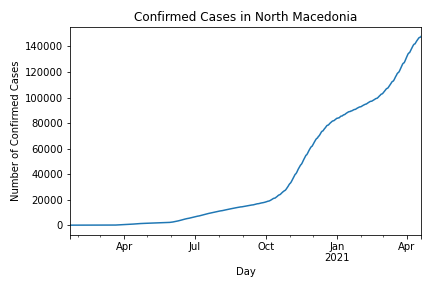 Confirmed Cases in North Macedonia
Number of Confirmed Cases
140000
120000
100000
80000
60000
40000
20000
0
Apr
Jul
Oct
Jan
2021
Apr
Day